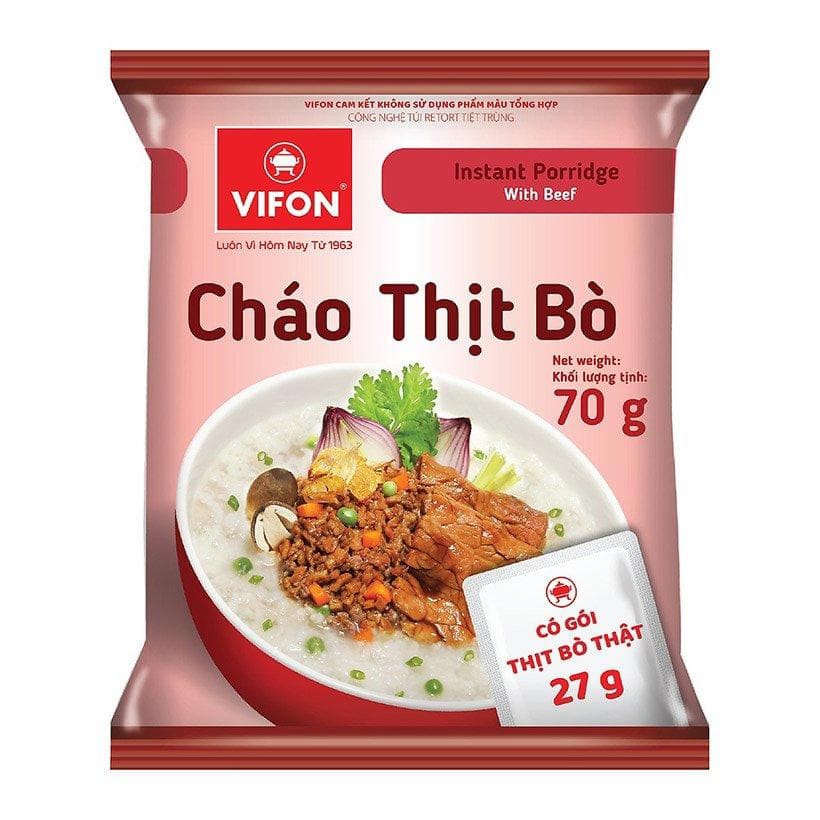 VIFON CAM KẾT KHÔNG SỬ DỤNG PHẨM MÀU TỔNG HỢP
CÔNG NGHỆ TÚI RETORT TIỆT TRÙNG
VIFON®
Luôn Vì Hôm Nay Từ 1963
Instant Porridge
With Beef
Cháo Thịt Bò
Net weight:
Khối lượng tịnh:
70 g
CÓ GÓI
THỊT BÒ THẬT
27 g